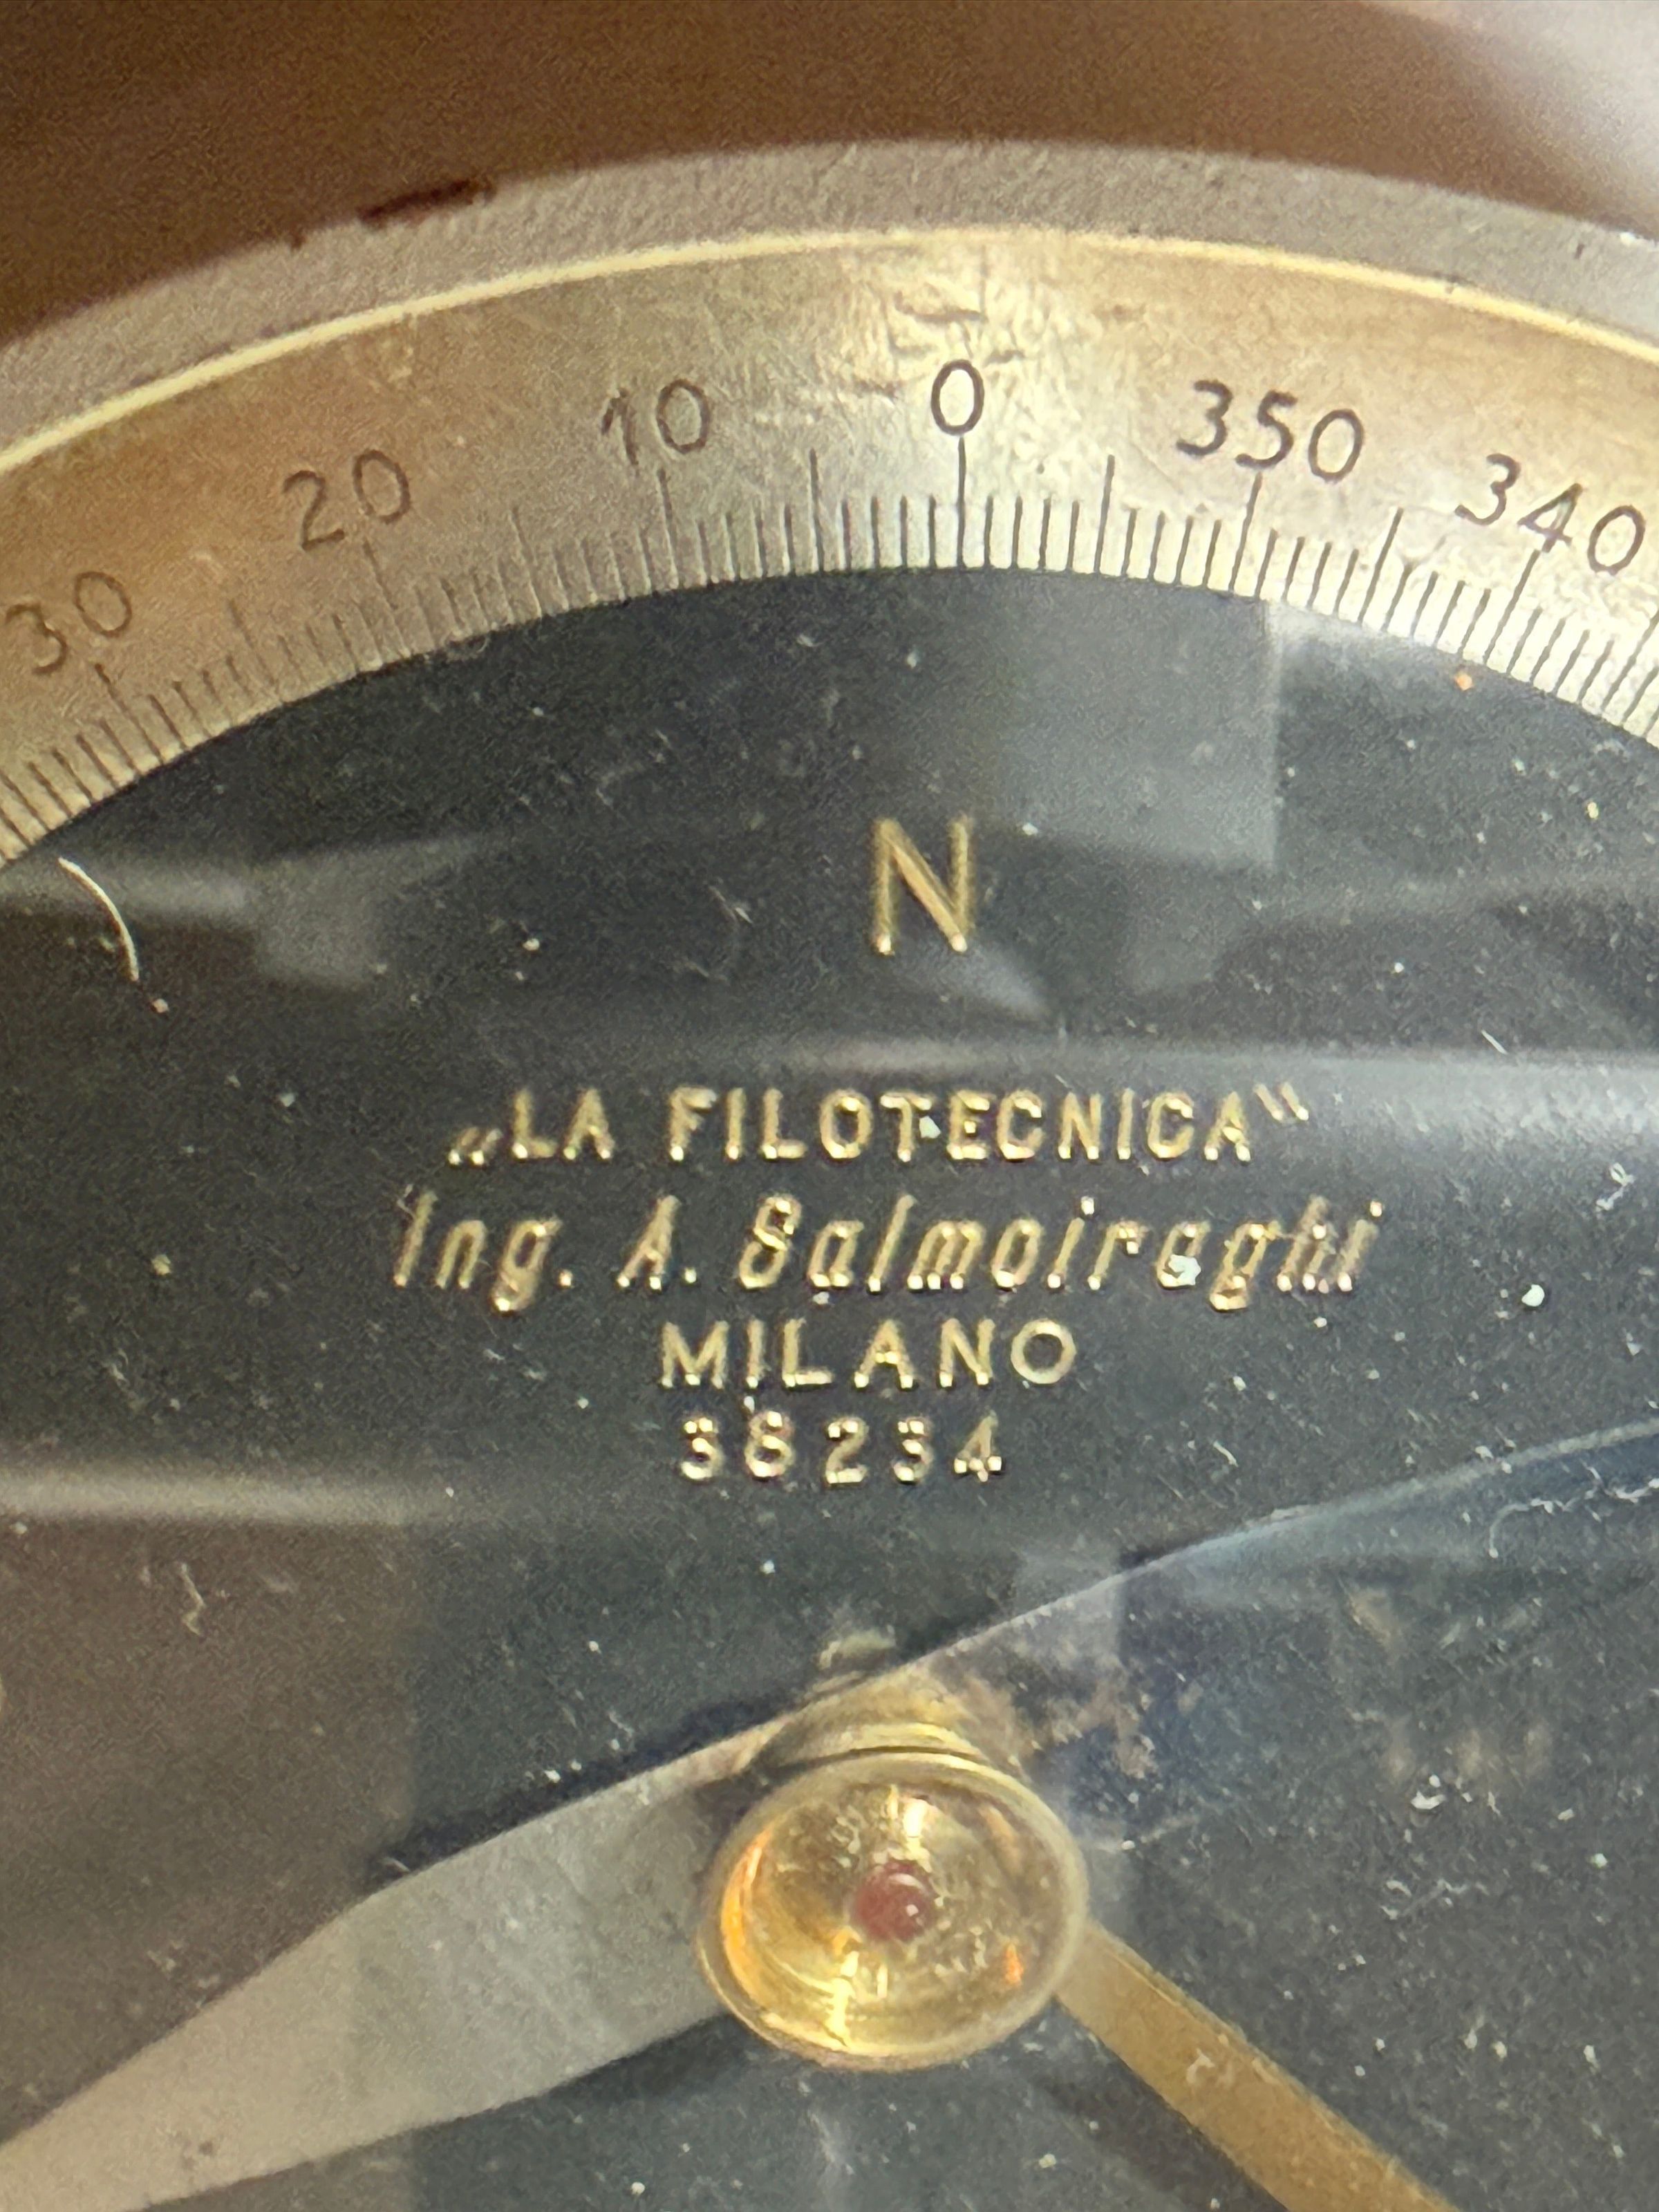 30 20 10 0 350 340
N
„LA FILOTECNICA“
Ing. A. Salmoiraghi
MILANO
38234